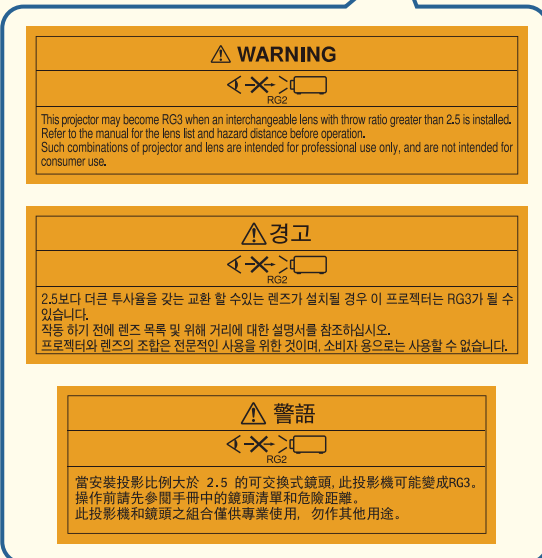 ⚠ WARNING
RG2
This projector may become RG3 when an interchangeable lens with throw ratio greater than 2.5 is installed.
Refer to the manual for the lens list and hazard distance before operation.
Such combinations of projector and lens are intended for professional use only, and are not intended for
consumer use.
⚠경고
RG2
2.5보다 더큰 투사율을 갖는 교환 할 수있는 렌즈가 설치될 경우 이 프로젝터는 RG3가 될 수
있습니다.
작동 하기 전에 렌즈 목록 및 위해 거리에 대한 설명서를 참조하십시오.
프로젝터와 렌즈의 조합은 전문적인 사용을 위한 것이며, 소비자 용으로는 사용할 수 없습니다.
⚠ 警語
RG2
當安裝投影比例大於 2.5 的可交換式鏡頭, 此投影機可能變成RG3。
操作前請先參閱手冊中的鏡頭清單和危險距離。
此投影機和鏡頭之組合僅供專業使用, 勿作其他用途。